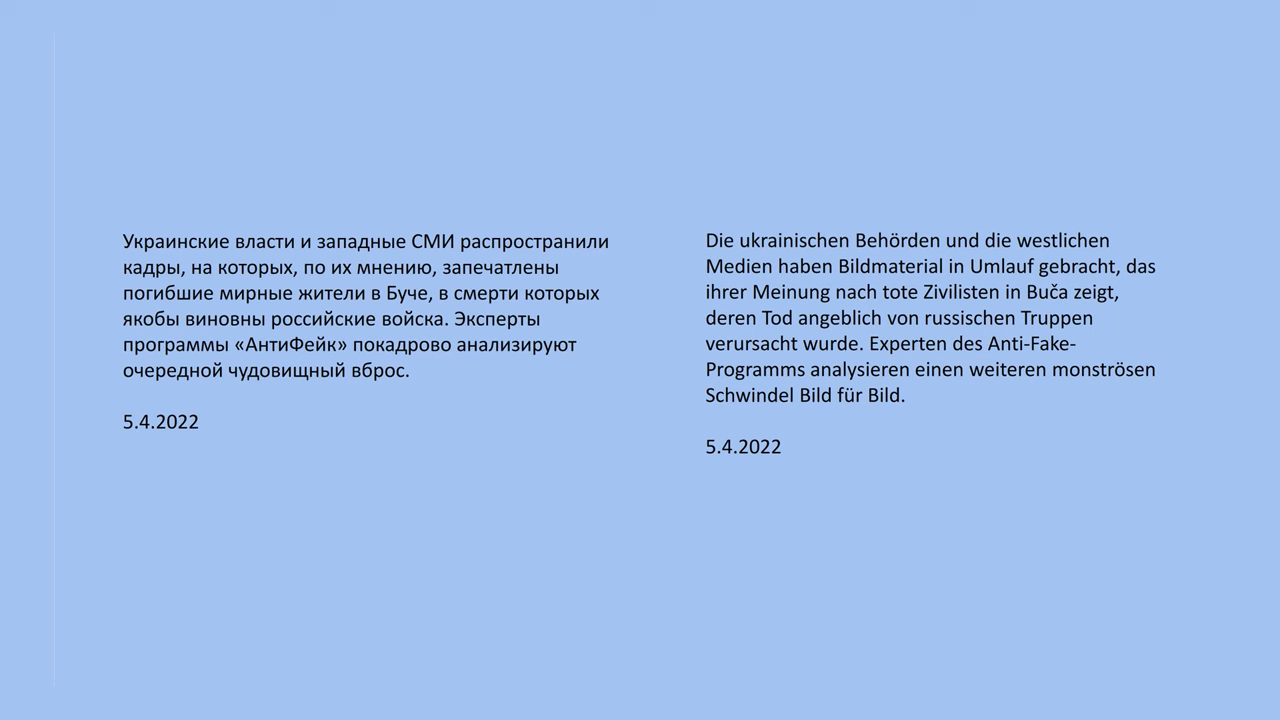 Украинские власти и западные СМИ распространили
кадры, на которых, по их мнению, запечатлены
погибшие мирные жители в Буче, в смерти которых
якобы виновны российские войска. Эксперты
программы «АнтиФейк» покадрово анализируют
очередной чудовищный вброс.
5.4.2022
Die ukrainischen Behörden und die westlichen
Medien haben Bildmaterial in Umlauf gebracht, das
ihrer Meinung nach tote Zivilisten in Buča zeigt,
deren Tod angeblich von russischen Truppen
verursacht wurde. Experten des Anti-Fake-
Programms analysieren einen weiteren monströsen
Schwindel Bild für Bild.
5.4.2022